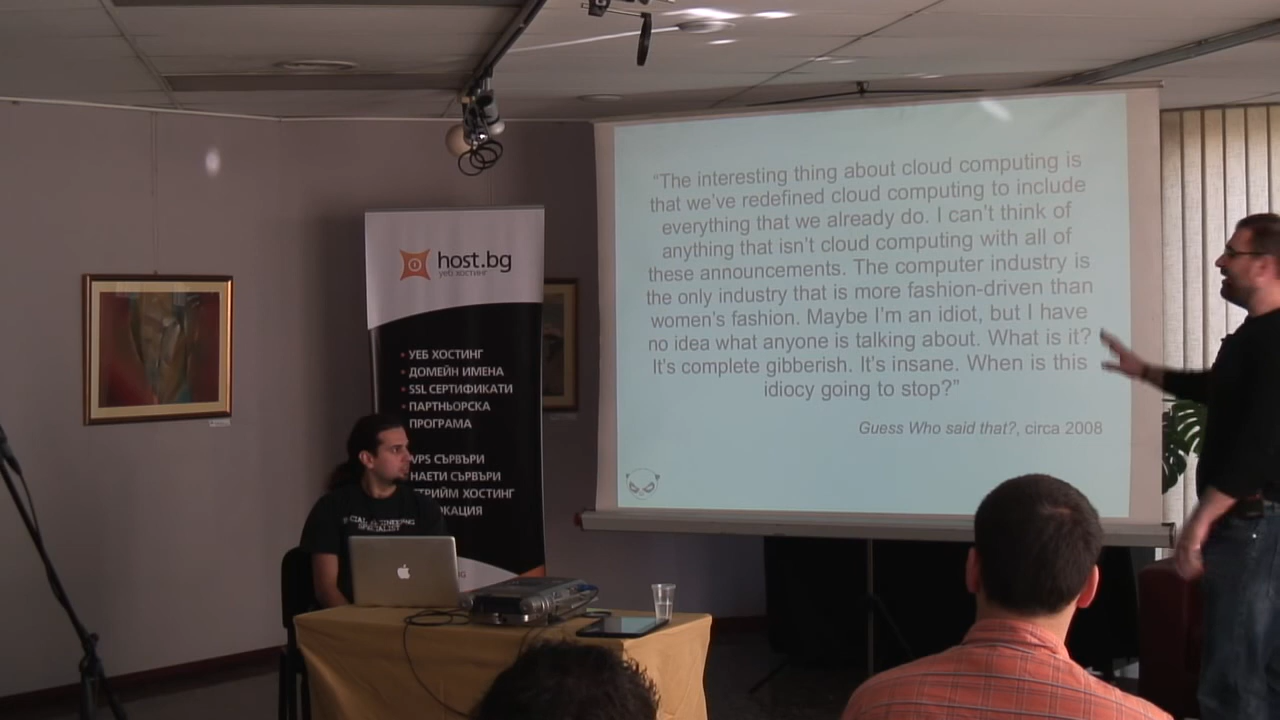 host.bg
уеб хостинг
• УЕБ ХОСТИНГ
• ДОМЕЙН ИМЕНА
• SSL СЕРТИФИКАТИ
• ПАРТНЬОРСКА
ПРОГРАМА
VPS СЪРВЪРИ
НАЕТИ СЪРВЪРИ
СТРИЙМ ХОСТИНГ
“The interesting thing about cloud computing is
that we’ve redefined cloud computing to include
everything that we already do. I can’t think of
anything that isn’t cloud computing with all of
these announcements. The computer industry is
the only industry that is more fashion-driven than
women’s fashion. Maybe I’m an idiot, but I have
no idea what anyone is talking about. What is it?
It’s complete gibberish. It’s insane. When is this
idiocy going to stop?”
Guess Who said that?, circa 2008
SPECIALIST